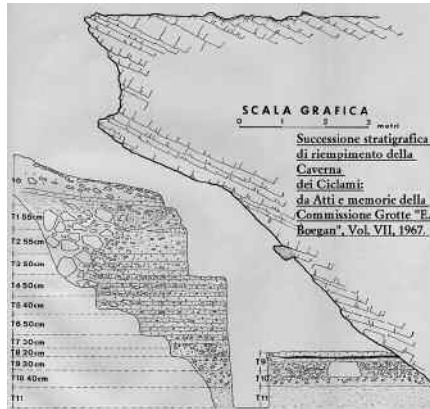 SCALA GRAFICA
0 1 2 3
metri
Successione stratigrafica
di riempimento della
Caverna
dei Ciclami:
da Atti e memorie della
Commissione Grotte "E.
Boegan", Vol. VII, 1967.
T0
T1 55cm
T2 55cm
T3 50cm
T4 50cm
T5 40cm
T6 50cm
T7 30cm
T8 20cm
T9 30cm
T10 40cm
T11
T9
T10
T11